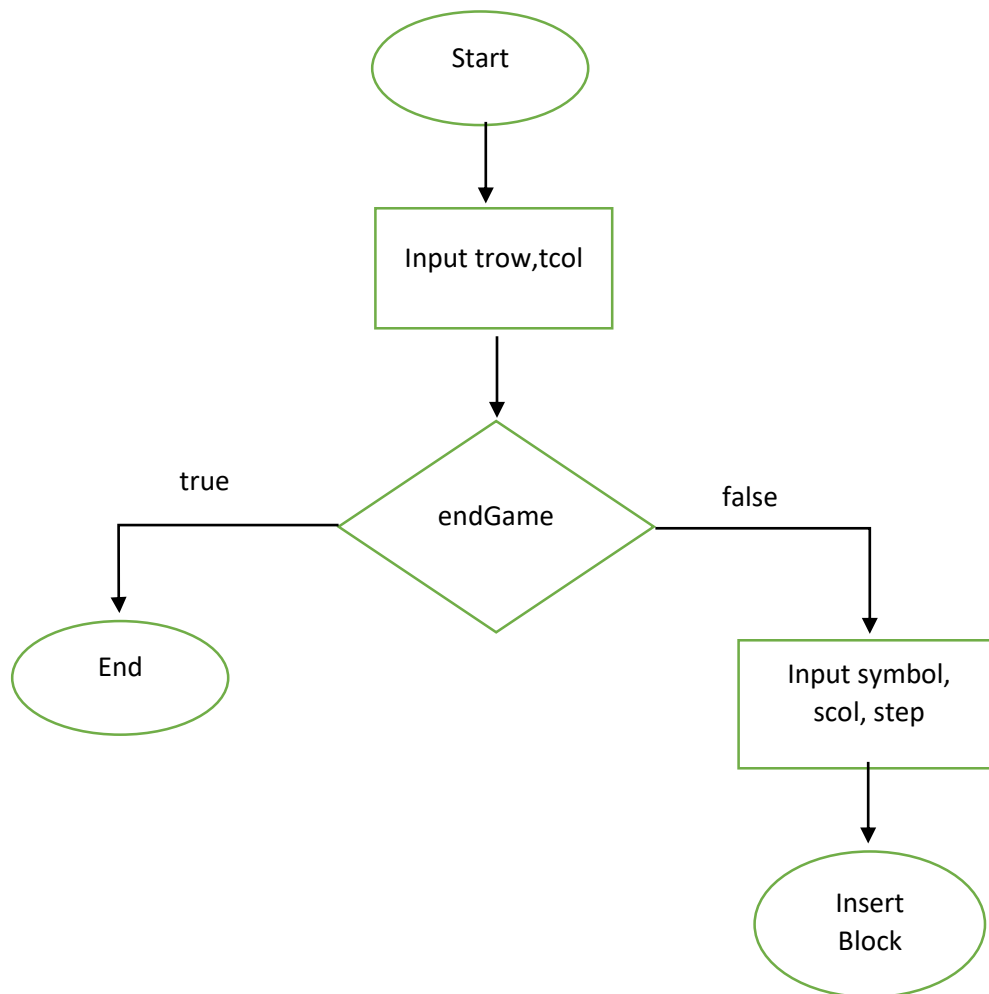 Start
Input trow,tcol
true
false
endGame
End
Input symbol,
scol, step
Insert
Block